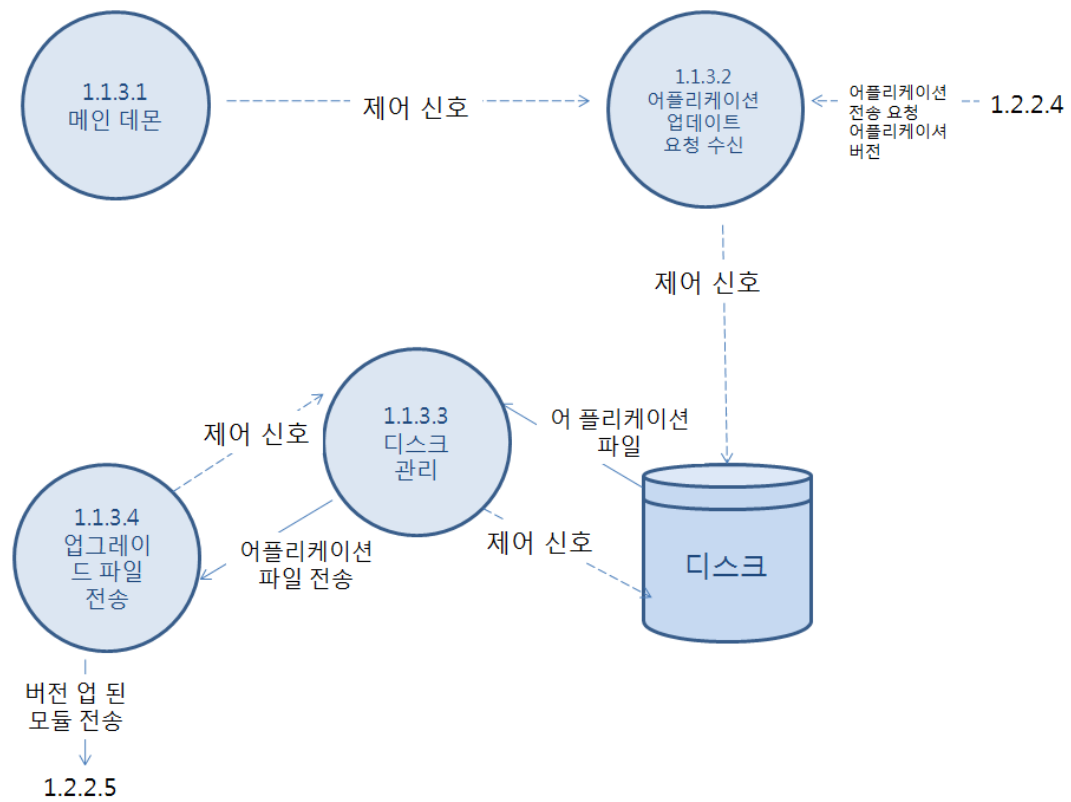 1.1.3.1
메인 데몬
제어 신호
1.1.3.2
어플리케이션
업데이트
요청 수신
어플리케이션
전송 요청
어플리케이셔
버전
1.2.2.4
제어 신호
1.1.3.3
디스크
관리
어 플리케이션
파일
제어 신호
1.1.3.4
업그레이
드 파일
전송
어플리케이션
파일 전송
제어 신호
디스크
버전 업 된
모듈 전송
1.2.2.5